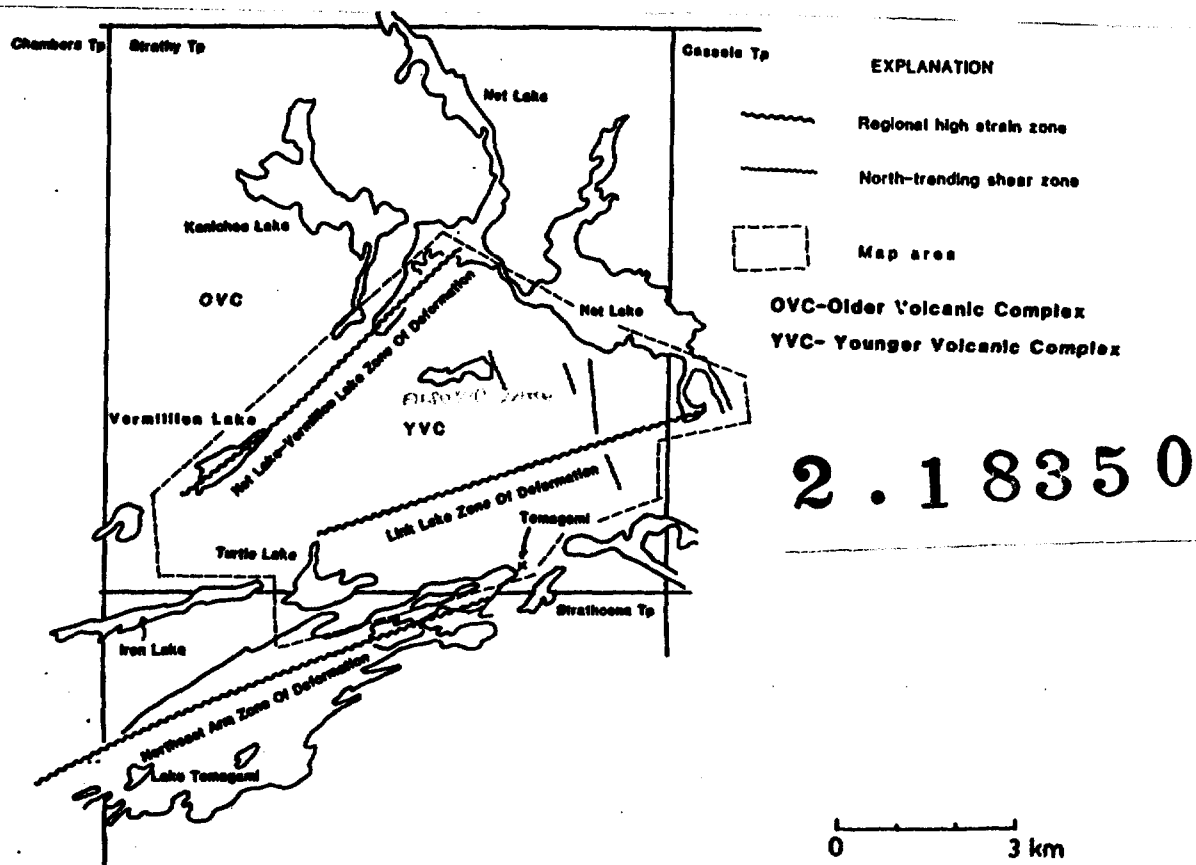 Chambers Tp
Strathy Tp
Cassels Tp
EXPLANATION
Net Lake
Regional high strain zone
North-trending shear zone
Kanichee Lake
Map area
OVC
Net Lake
OVC-Older Volcanic Complex
YVC- Younger Volcanic Complex
Net Lake-Vermilion Lake Zone Of Deformation
Vermilion Lake
YVC
2.18350
Link Lake Zone Of Deformation
Temagami
Turtle Lake
Strathcona Tp
Iron Lake
Northeast Arm Zone Of Deformation
Lake Temagami
0 3 km